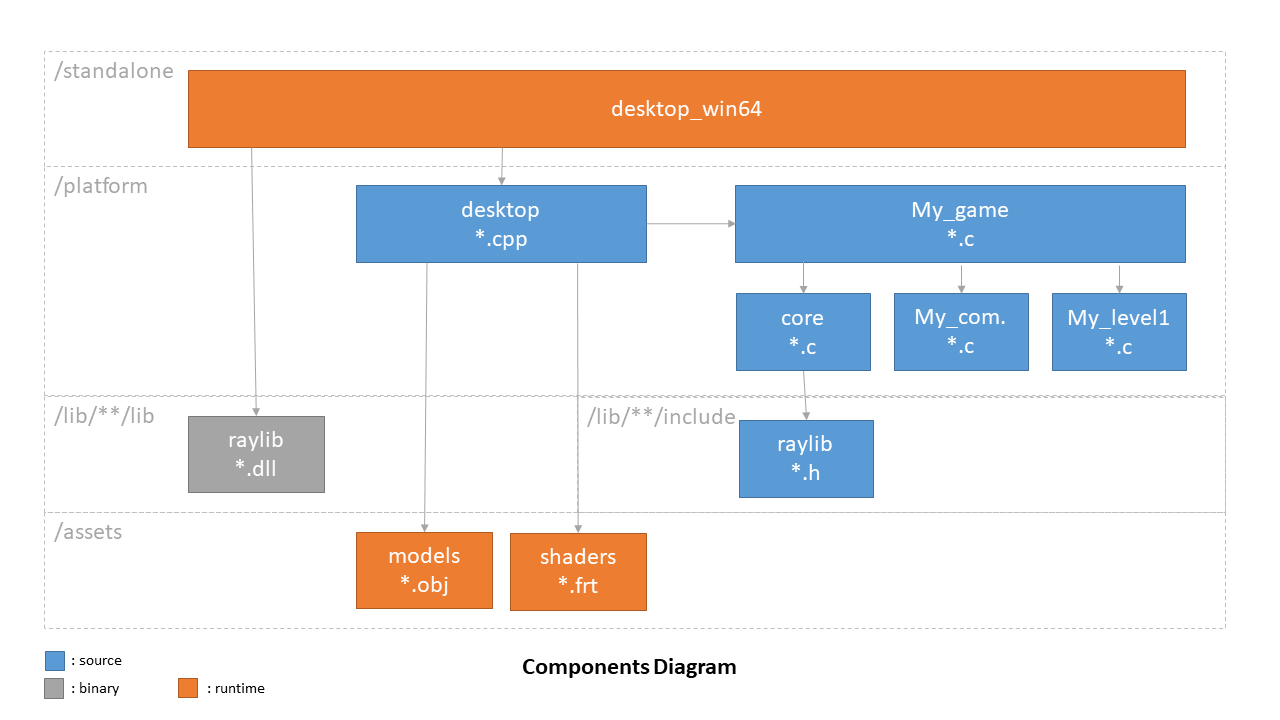 /standalone
desktop_win64
/platform
desktop
*.cpp
My_game
*.c
core
*.c
My_com.
*.c
My_level1
*.c
/lib/**/lib
raylib
*.dll
/lib/**/include
raylib
*.h
/assets
models
*.obj
shaders
*.frt
: source
: binary
: runtime
Components Diagram